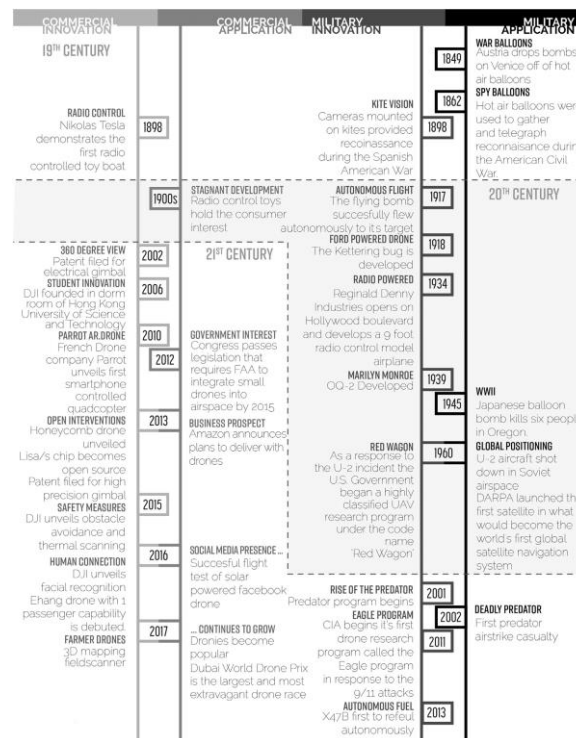 COMMERCIAL
INNOVATION
COMMERCIAL
APPLICATION
MILITARY
INNOVATION
MILITARY
APPLICATION
19TH CENTURY
RADIO CONTROL
Nikolas Tesla
demonstrates the
first radio
controlled toy boat
1898
KITE VISION
Cameras mounted
on kites provided
recoinassance
during the Spanish
American War
1898
1849
WAR BALLOONS
Austria drops bombs
on Venice off of hot
air balloons
1862
SPY BALLOONS
Hot air balloons were
used to gather
and telegraph
reconnaisance durin
the American Civil
War.
20TH CENTURY
1900s
STAGNANT DEVELOPMENT
Radio control toys
hold the consumer
interest
AUTONOMOUS FLIGHT
The flying bomb
succesfully flew
autonomously to its target
1917
FORD POWERED DRONE
The Kettering bug is
developed
1918
RADIO POWERED
Reginald Denny
Industries opens on
Hollywood boulevard
and develops a 9 foot
radio control model
airplane
1934
MARILYN MONROE
OQ-2 Developed
1939
1945
WWII
Japanese balloon
bomb kills six people
in Oregon.
RED WAGON
As a response to
the U-2 incident the
U.S. Government
began a highly
classified UAV
research program
under the code
name
'Red Wagon'
1960
GLOBAL POSITIONING
U-2 aircraft shot
down in Soviet
airspace
DARPA launched th
first satellite in what
would become the
world's first global
satellite navigation
system
21ST CENTURY
360 DEGREE VIEW
Patent filed for
electrical gimbal
2002
STUDENT INNOVATION
DJI founded in dorm
room of Hong Kong
University of Science
and Technology
2006
PARROT AR.DRONE
French Drone
company Parrot
unveils first
smartphone
controlled
quadcopter
2010
2012
GOVERNMENT INTEREST
Congress passes
legislation that
requires FAA to
integrate small
drones into
airspace by 2015
OPEN INTERVENTIONS
Honeycomb drone
unveiled
Lisa/s chip becomes
open source
Patent filed for high
precision gimbal
2013
BUSINESS PROSPECT
Amazon announces
plans to deliver with
drones
SAFETY MEASURES
DJI unveils obstacle
avoidance and
thermal scanning
2015
HUMAN CONNECTION
DJI unveils
facial recognition
Ehang drone with 1
passenger capability
is debuted.
2016
SOCIAL MEDIA PRESENCE ...
Succesful flight
test of solar
powered facebook
drone
FARMER DRONES
3D mapping
fieldscanner
2017
... CONTINUES TO GROW
Dronies become
popular
Dubai World Drone Prix
is the largest and most
extravagant drone race
RISE OF THE PREDATOR
Predator program begins
2001
EAGLE PROGRAM
CIA begins it's first
drone research
program called the
Eagle program
in response to the
9/11 attacks
2002
DEADLY PREDATOR
First predator
airstrike casualty
2011
AUTONOMOUS FUEL
X47B first to refeul
autonomously
2013